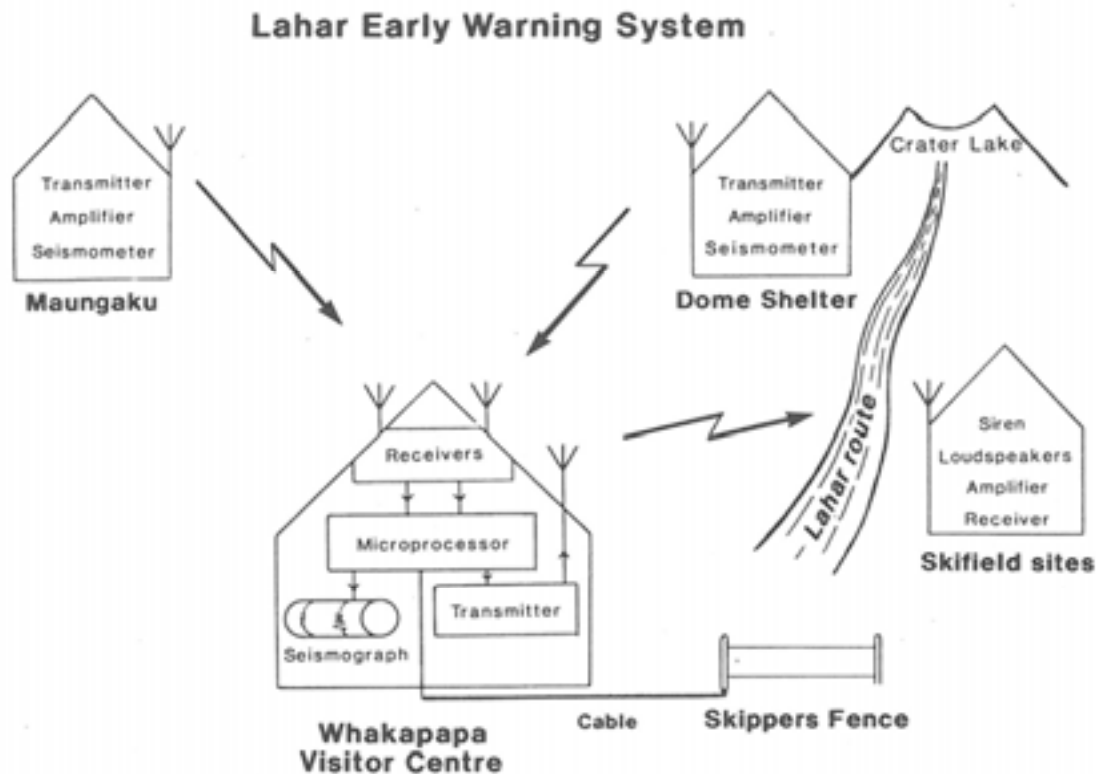 Lahar Early Warning System
Transmitter
Amplifier
Seismometer
Maungaku
Transmitter
Amplifier
Seismometer
Dome Shelter
Crater Lake
Lahar route
Siren
Loudspeakers
Amplifier
Receiver
Skifield sites
Receivers
Microprocessor
Transmitter
Seismograph
Whakapapa
Visitor Centre
Cable
Skippers Fence